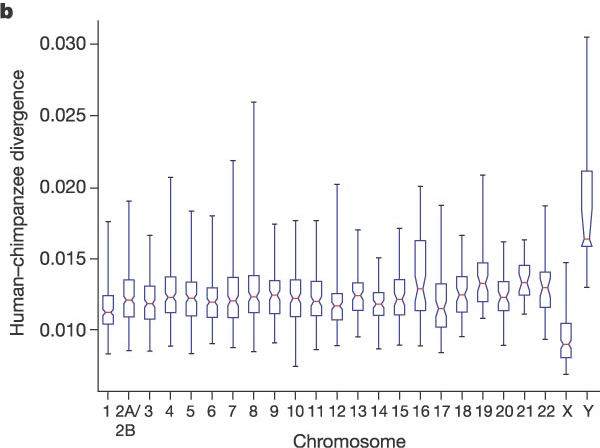 b
Human–chimpanzee divergence
0.030
0.025
0.020
0.015
0.010
1 2A/ 3 4 5 6 7 8 9 10 11 12 13 14 15 16 17 18 19 20 21 22 X Y
2B
Chromosome